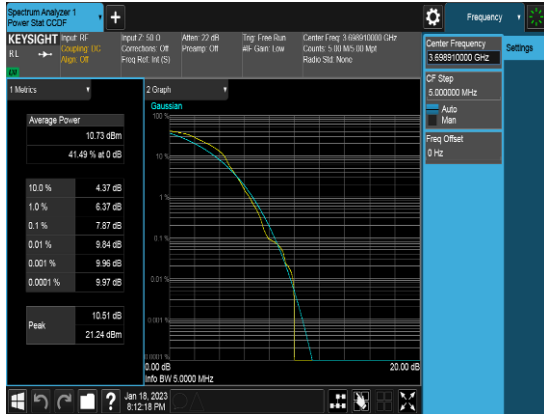 Spectrum Analyzer 1
Power Stat CCDF
Frequency
KEYSIGHT
Input: RF
Coupling: DC
Align: Off
Input Z: 50 Ω
Corrections: Off
Freq Ref: Int (S)
Atten: 22 dB
Preamp: Off
Trig: Free Run
#IF Gain: Low
Center Freq: 3.698910000 GHz
Counts: 5.00 M/5.00 Mpt
Radio Std: None
RL
Center Frequency
3.698910000 GHz
Settings
CF Step
5.000000 MHz
Auto
Man
Freq Offset
0 Hz
1 Metrics
Average Power
10.73 dBm
41.49 % at 0 dB
10.0 % 4.37 dB
1.0 % 6.37 dB
0.1 % 7.87 dB
0.01 % 9.84 dB
0.001 % 9.96 dB
0.0001 % 9.97 dB
Peak
10.51 dB
21.24 dBm
2 Graph
Gaussian
100 %
10 %
1 %
0.1 %
0.01 %
0.001 %
0.0001 %
0.00 dB
20.00 dB
Info BW 5.0000 MHz
Jan 18, 2023
8:12:18 PM